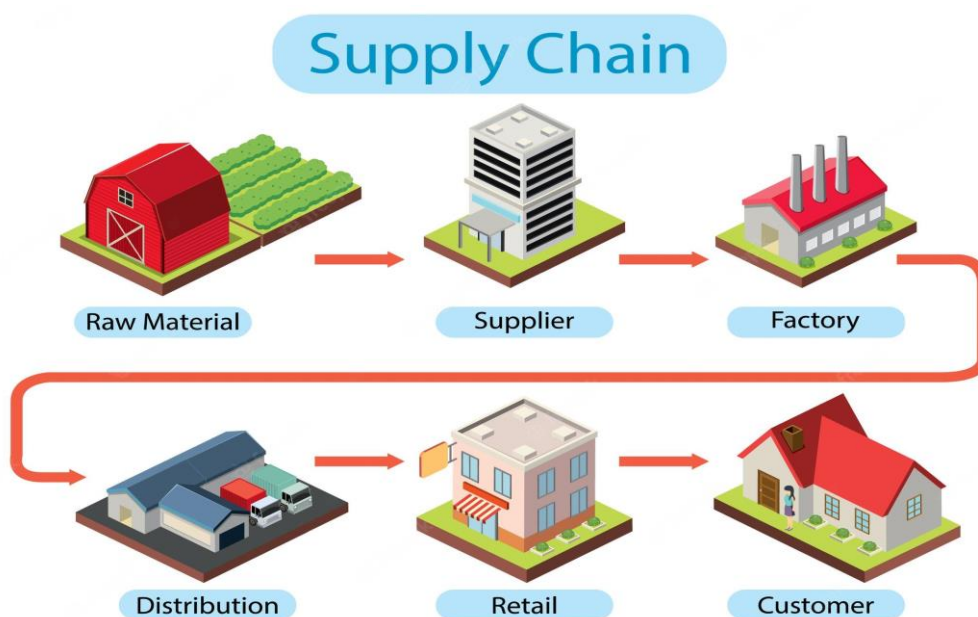 Supply Chain
Raw Material
Supplier
Factory
Distribution
Retail
Customer